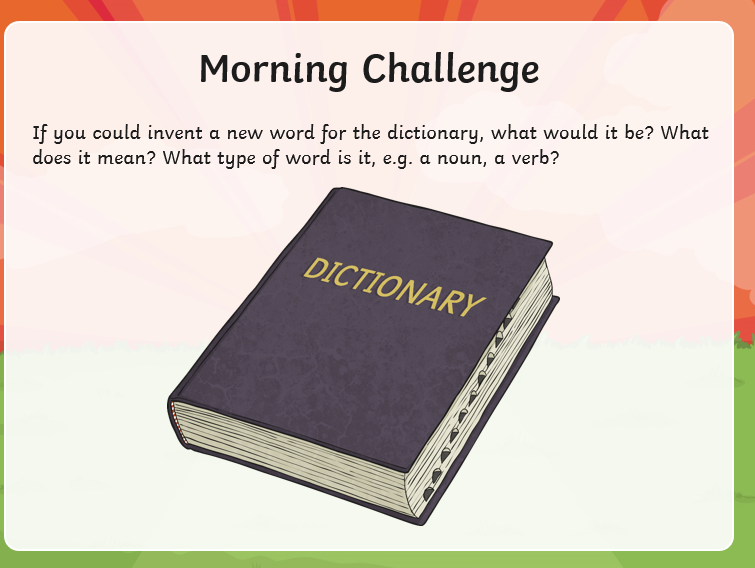 Morning Challenge
If you could invent a new word for the dictionary, what would it be? What
does it mean? What type of word is it, e.g. a noun, a verb?
DICTIONARY